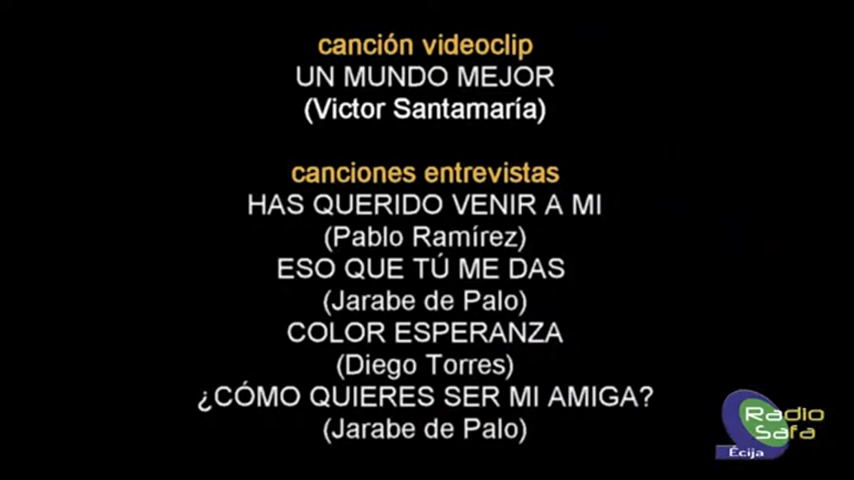 canción videoclip
UN MUNDO MEJOR
(Victor Santamaría)
canciones entrevistas
HAS QUERIDO VENIR A MI
(Pablo Ramírez)
ESO QUE TÚ ME DAS
(Jarabe de Palo)
COLOR ESPERANZA
(Diego Torres)
¿CÓMO QUIERES SER MI AMIGA?
(Jarabe de Palo)
Radio
Safa
Écija